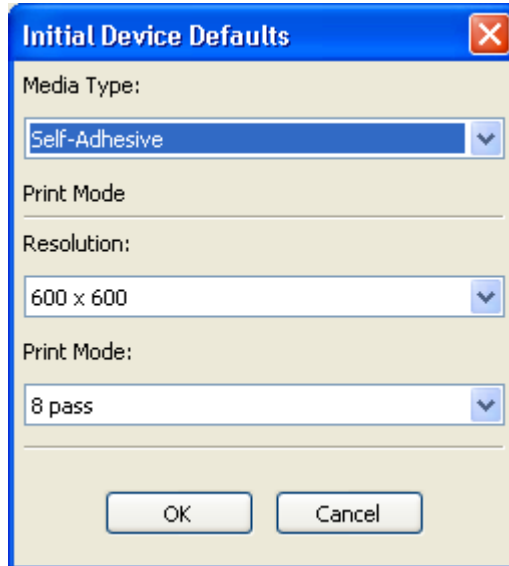 Initial Device Defaults
Media Type:
Self-Adhesive
Print Mode
Resolution:
600 x 600
Print Mode:
8 pass
OK Cancel